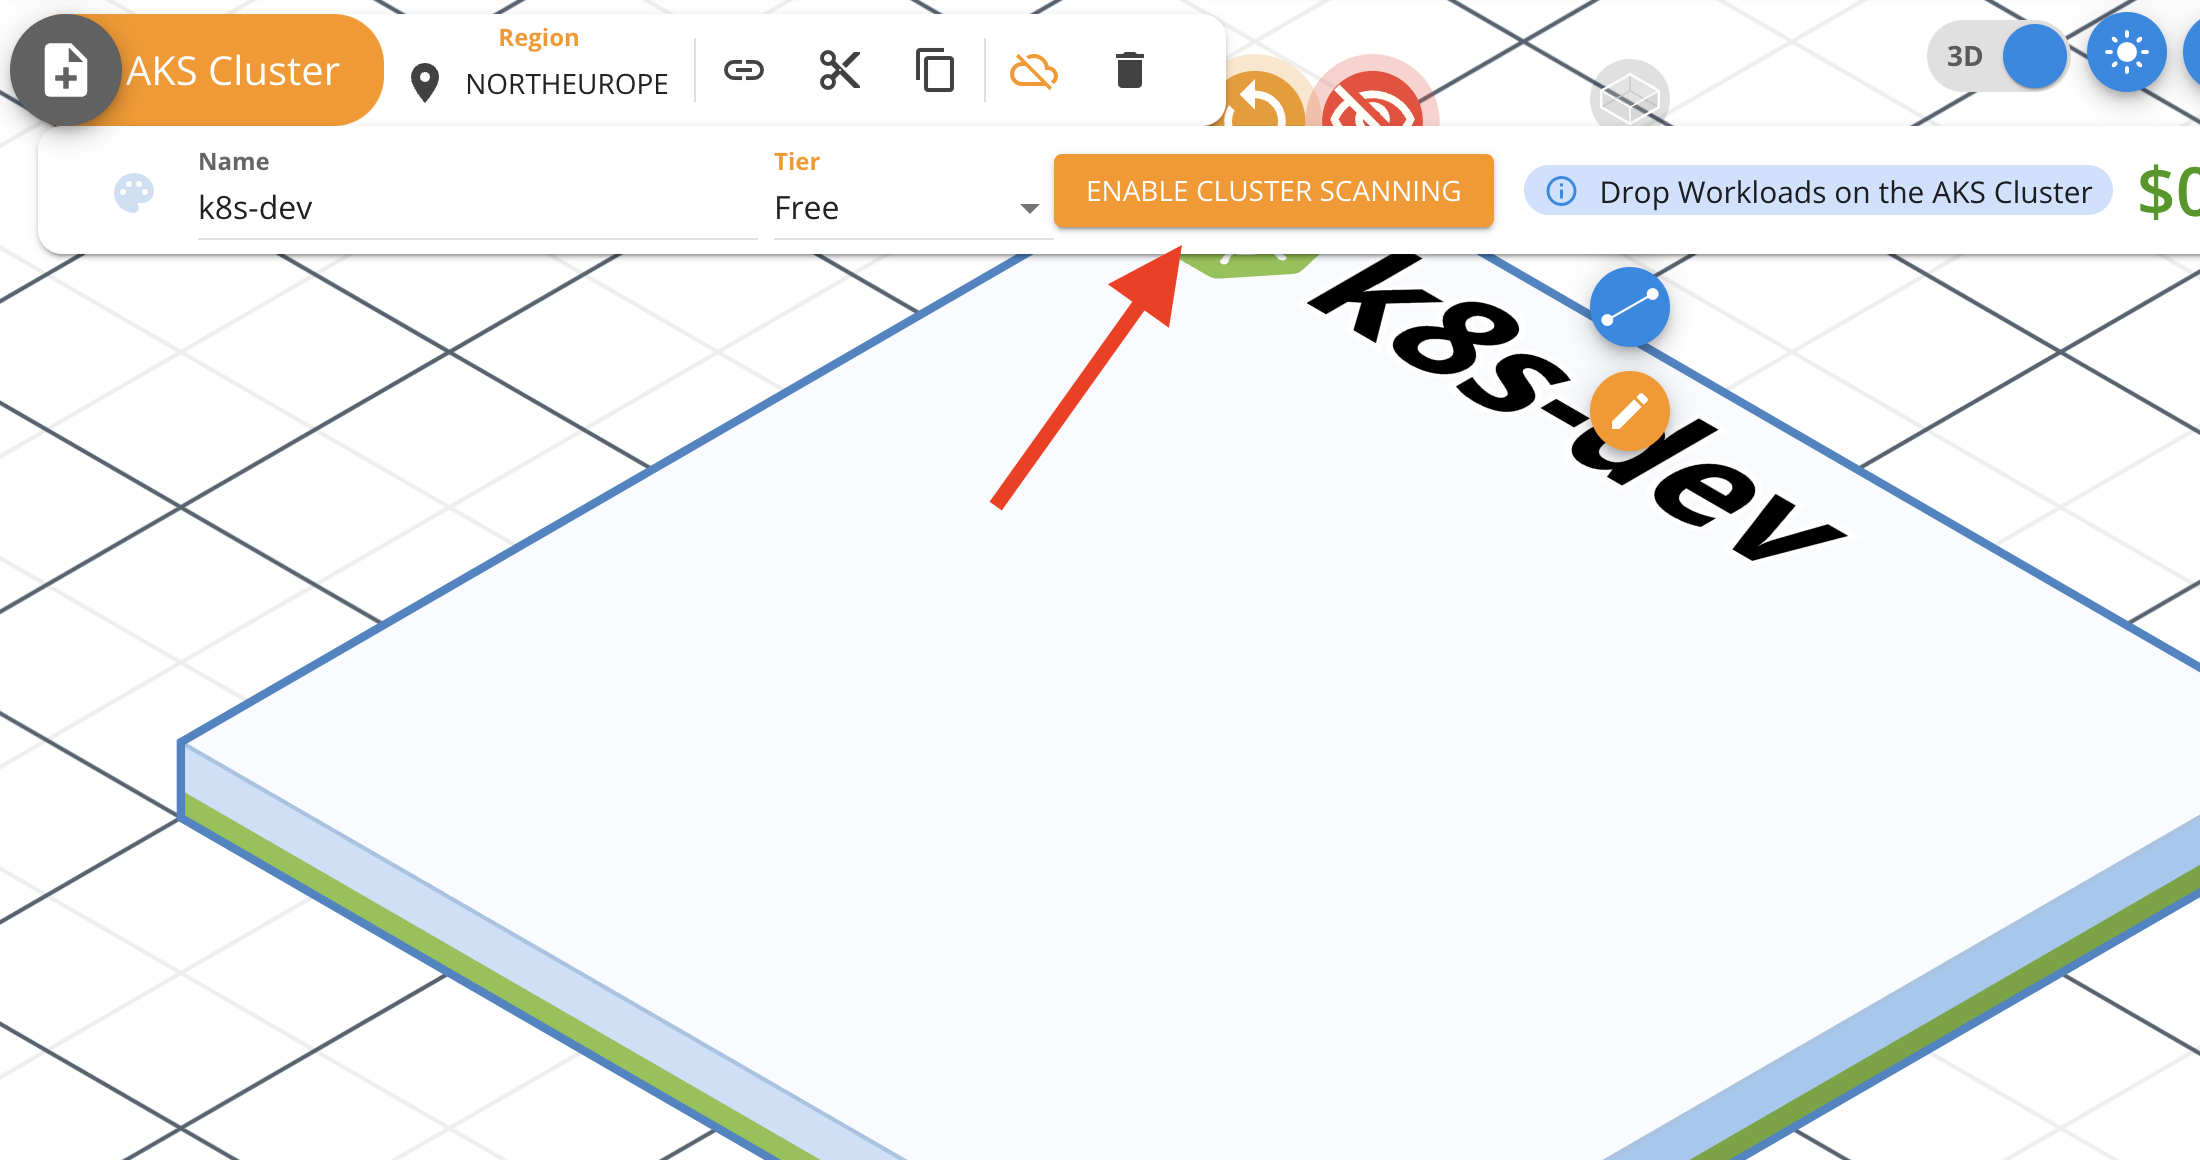 AKS Cluster
Region
NORTHEUROPE
3D
Name
k8s-dev
Tier
Free
ENABLE CLUSTER SCANNING
Drop Workloads on the AKS Cluster
$0
k8s-dev